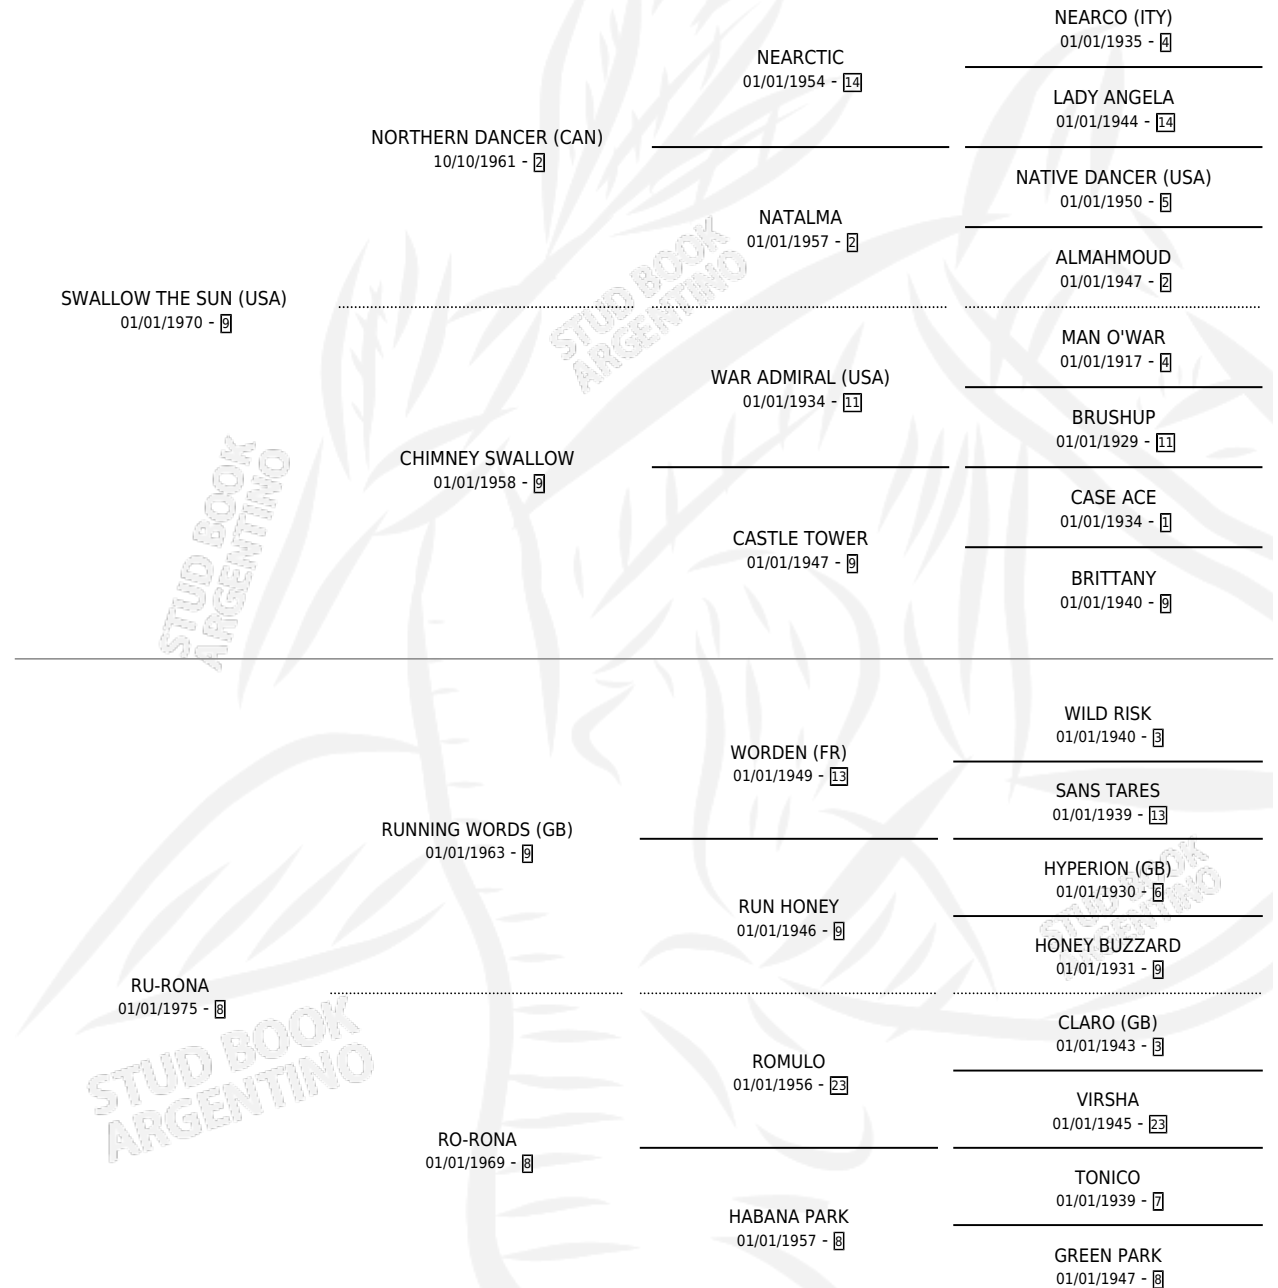 NEARCO (ITY)
01/01/1935 - 4
NEARCTIC
01/01/1954 - 14
LADY ANGELA
01/01/1944 - 14
NORTHERN DANCER (CAN)
10/10/1961 - 2
NATIVE DANCER (USA)
01/01/1950 - 5
NATALMA
01/01/1957 - 2
ALMAHMOUD
01/01/1947 - 2
SWALLOW THE SUN (USA)
01/01/1970 - 9
MAN O'WAR
01/01/1917 - 4
WAR ADMIRAL (USA)
01/01/1934 - 11
BRUSHUP
01/01/1929 - 11
CHIMNEY SWALLOW
01/01/1958 - 9
CASE ACE
01/01/1934 - 1
CASTLE TOWER
01/01/1947 - 9
BRITTANY
01/01/1940 - 9
WILD RISK
01/01/1940 - 3
WORDEN (FR)
01/01/1949 - 13
SANS TARES
01/01/1939 - 13
RUNNING WORDS (GB)
01/01/1963 - 9
HYPERION (GB)
01/01/1930 - 6
RUN HONEY
01/01/1946 - 9
HONEY BUZZARD
01/01/1931 - 9
RU-RONA
01/01/1975 - 8
CLARO (GB)
01/01/1943 - 3
ROMULO
01/01/1956 - 23
VIRSHA
01/01/1945 - 23
RO-RONA
01/01/1969 - 8
TONICO
01/01/1939 - 7
HABANA PARK
01/01/1957 - 8
GREEN PARK
01/01/1947 - 8
STUD BOOK
ARGENTINO
STUD BOOK
ARGENTINO
STUD BOOK
ARGENTINO
STUD BOOK
ARGENTINO